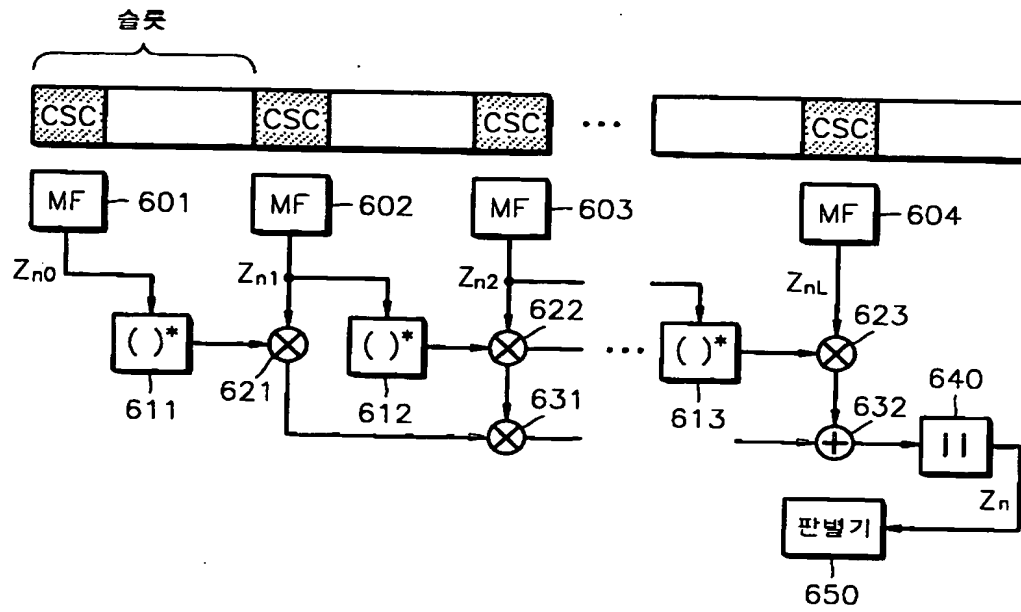 슬롯
CSC CSC CSC ... CSC
MF 601 MF 602 MF 603 MF 604
Zn0 Zn1 Zn2 ZnL
( )* 611 621 ( )* 612 622 ... ( )* 613 623
631 632 640
| |
Zn
판별기
650